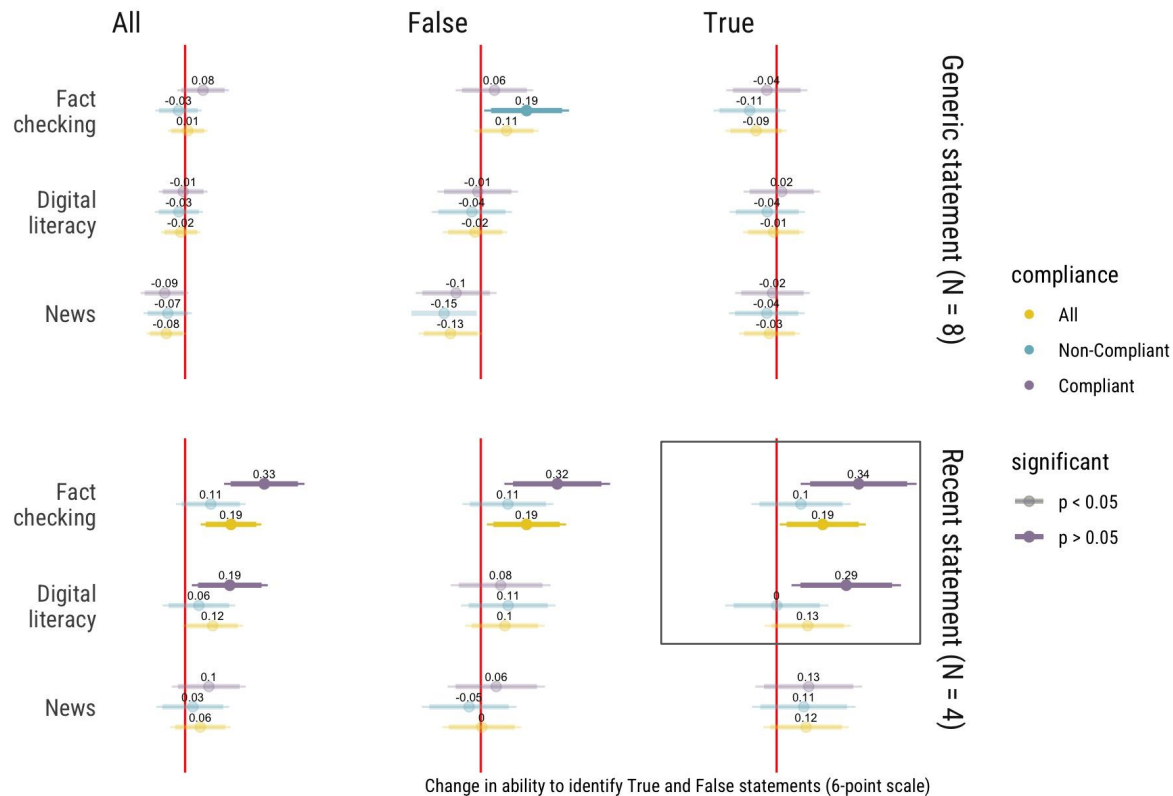 All
False
True
Generic statement (N = 8)
Fact
checking
0.08
-0.03
0.01
0.06
0.19
0.11
-0.04
-0.11
-0.09
Digital
literacy
-0.01
-0.03
-0.02
-0.01
-0.04
-0.02
0.02
-0.04
-0.01
News
-0.09
-0.07
-0.08
-0.1
-0.15
-0.13
-0.02
-0.04
-0.03
Recent statement (N = 4)
Fact
checking
0.33
0.11
0.19
0.32
0.11
0.19
0.34
0.1
0.19
Digital
literacy
0.19
0.06
0.12
0.08
0.11
0.1
0.29
0
0.13
News
0.1
0.03
0.06
0.06
-0.05
0
0.13
0.11
0.12
Change in ability to identify True and False statements (6-point scale)
compliance
All
Non-Compliant
Compliant
significant
p < 0.05
p > 0.05